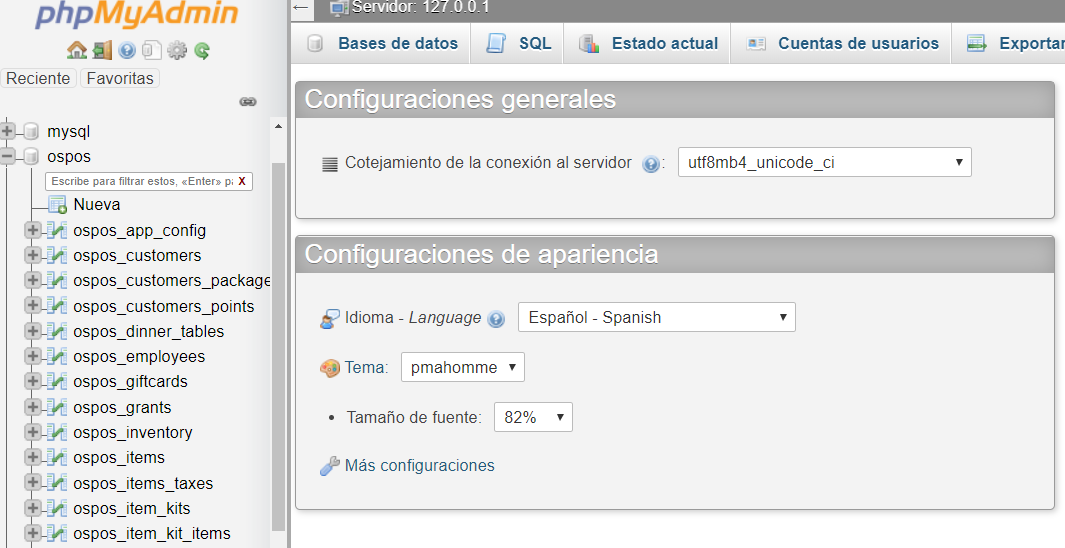 phpMyAdmin
Reciente Favoritas
mysql
ospos
Escribe para filtrar estos, «Enter» pa X
Nueva
ospos_app_config
ospos_customers
ospos_customers_package
ospos_customers_points
ospos_dinner_tables
ospos_employees
ospos_giftcards
ospos_grants
ospos_inventory
ospos_items
ospos_items_taxes
ospos_item_kits
ospos_item_kit_items
Servidor: 127.0.0.1
Bases de datos SQL Estado actual Cuentas de usuarios Exportar
Configuraciones generales
Cotejamiento de la conexión al servidor : utf8mb4_unicode_ci
Configuraciones de apariencia
Idioma - Language Español - Spanish
Tema: pmahomme
• Tamaño de fuente: 82%
Más configuraciones